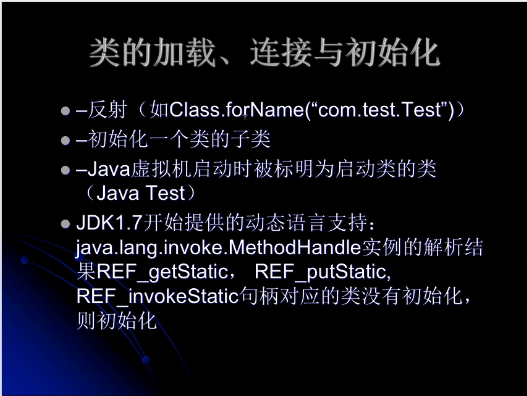 类的加载、连接与初始化
–反射（如Class.forName(“com.test.Test”)）
–初始化一个类的子类
–Java虚拟机启动时被标明为启动类的类
（Java Test）
JDK1.7开始提供的动态语言支持：
java.lang.invoke.MethodHandle实例的解析结
果REF_getStatic， REF_putStatic,
REF_invokeStatic句柄对应的类没有初始化，
则初始化